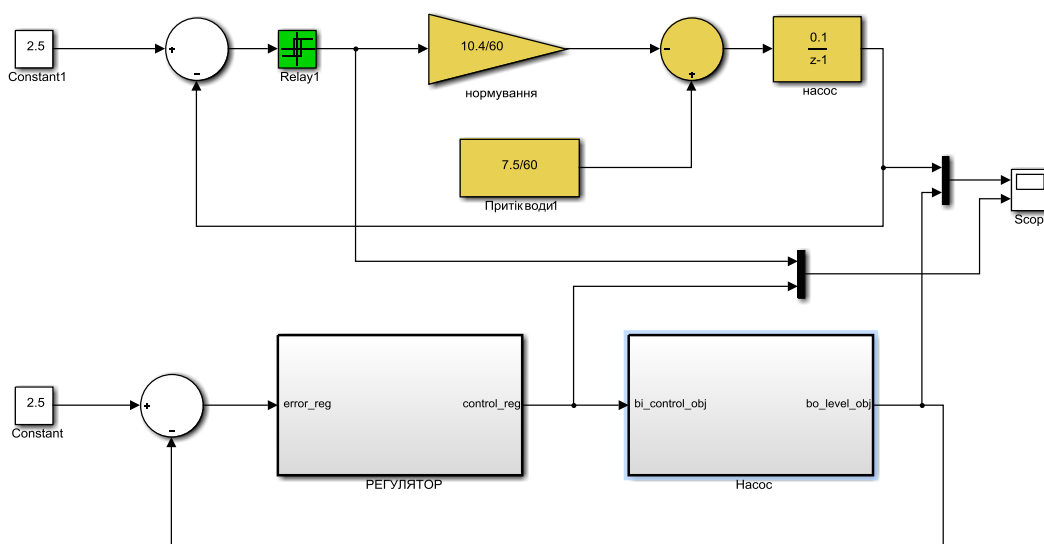 2.5
Constant1
Relay1
10.4/60
нормування
0.1
z-1
насос
7.5/60
Притік води1
Scop
2.5
Constant
error_reg
control_reg
РЕГУЛЯТОР
bi_control_obj
bo_level_obj
Насос